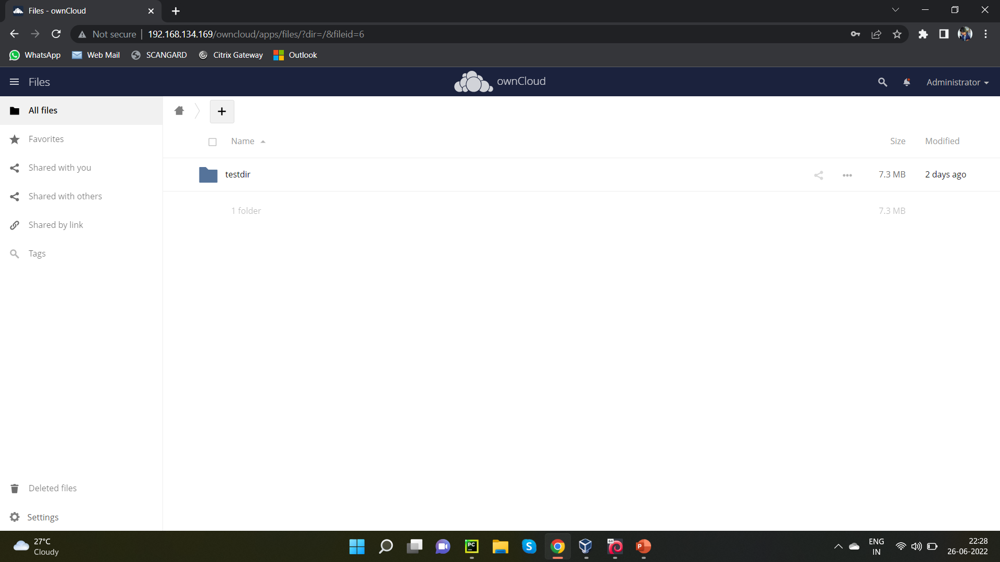 Files - ownCloud
Not secure 192.168.134.169/owncloud/apps/files/?dir=/&fileid=6
WhatsApp Web Mail SCANGARD Citrix Gateway Outlook
Files ownCloud Administrator
All files
Favorites
Shared with you
Shared with others
Shared by link
Tags
Deleted files
Settings
Name Size Modified
testdir 7.3 MB 2 days ago
1 folder 7.3 MB
27°C
Cloudy
PC
S
64
P
ENG
IN
22:28
26-06-2022